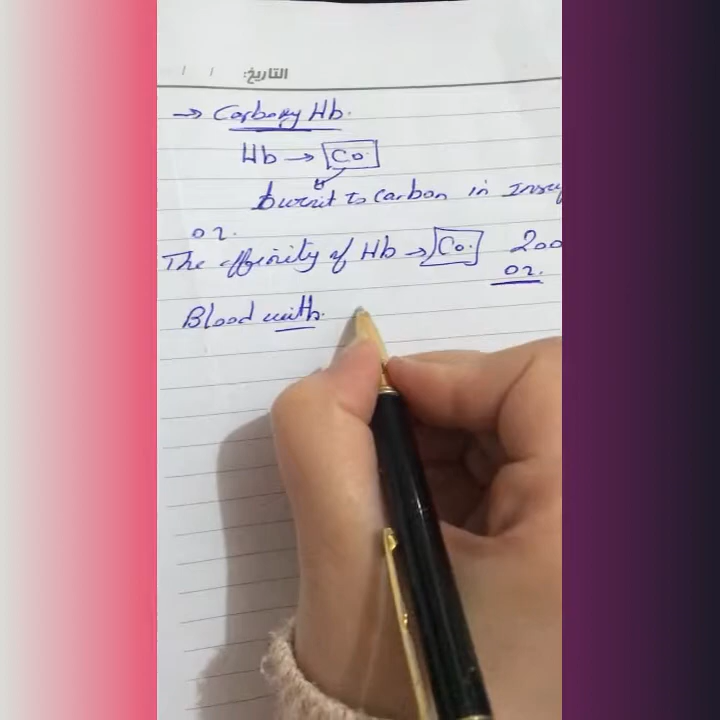 التاريخ: / /
→ Carboxy Hb.
Hb → Co
burnt to carbon in
O2.
The affinity of Hb → Co. 200
O2.
Blood with.